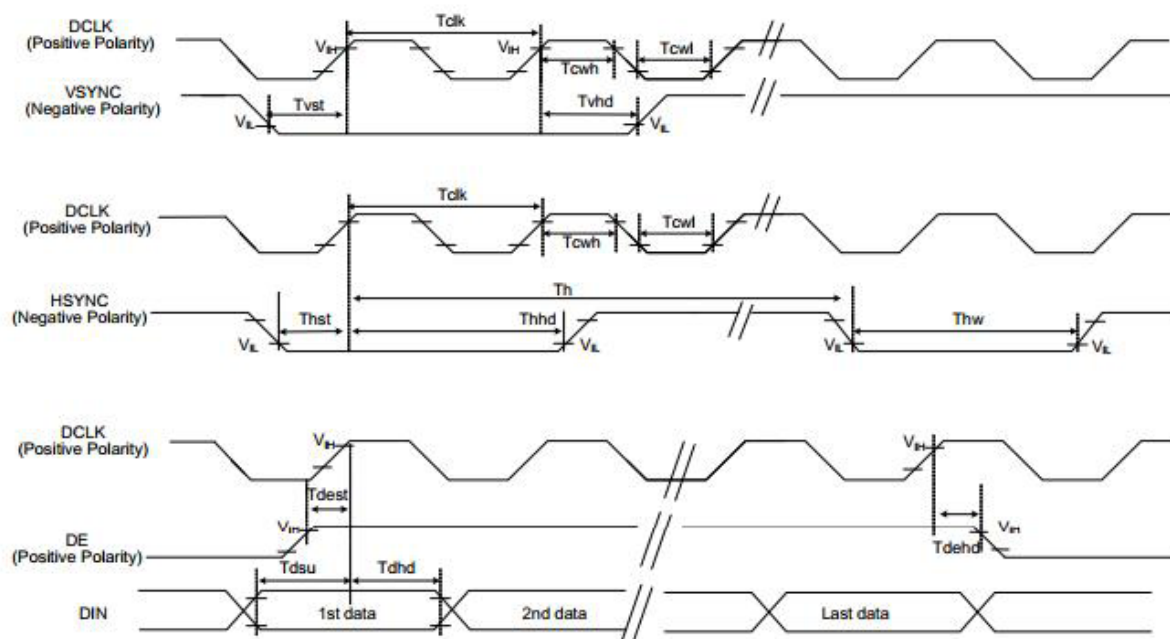 DCLK
(Positive Polarity)
VIH
Tclk
VIH
Tcwh
Tcwl
VSYNC
(Negative Polarity)
VIL
Tvst
Tvhd
VIL
DCLK
(Positive Polarity)
Tclk
Tcwh
Tcwl
HSYNC
(Negative Polarity)
Th
VIL
Thst
Thhd
VIL
VIL
Thw
VIL
DCLK
(Positive Polarity)
VIH
VIH
Tdest
DE
(Positive Polarity)
VIH
Tdehd
VIH
Tdsu
Tdhd
DIN
1st data
2nd data
Last data